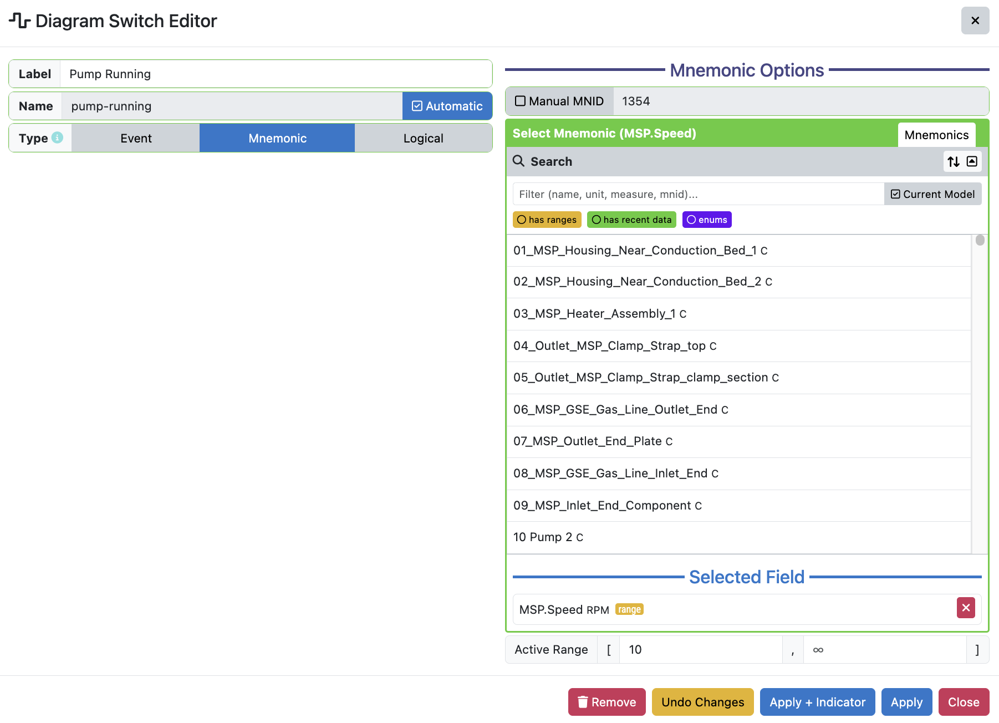 Diagram Switch Editor
Label Pump Running
Name pump-running Automatic
Type Event Mnemonic Logical
Mnemonic Options
Manual MNID 1354
Select Mnemonic (MSP.Speed) Mnemonics
Search
Filter (name, unit, measure, mnid)... Current Model
has ranges has recent data enums
01_MSP_Housing_Near_Conduction_Bed_1 C
02_MSP_Housing_Near_Conduction_Bed_2 C
03_MSP_Heater_Assembly_1 C
04_Outlet_MSP_Clamp_Strap_top C
05_Outlet_MSP_Clamp_Strap_clamp_section C
06_MSP_GSE_Gas_Line_Outlet_End C
07_MSP_Outlet_End_Plate C
08_MSP_GSE_Gas_Line_Inlet_End C
09_MSP_Inlet_End_Component C
10 Pump 2 C
Selected Field
MSP.Speed RPM range
Active Range [ 10 , ∞ ]
Remove Undo Changes Apply + Indicator Apply Close